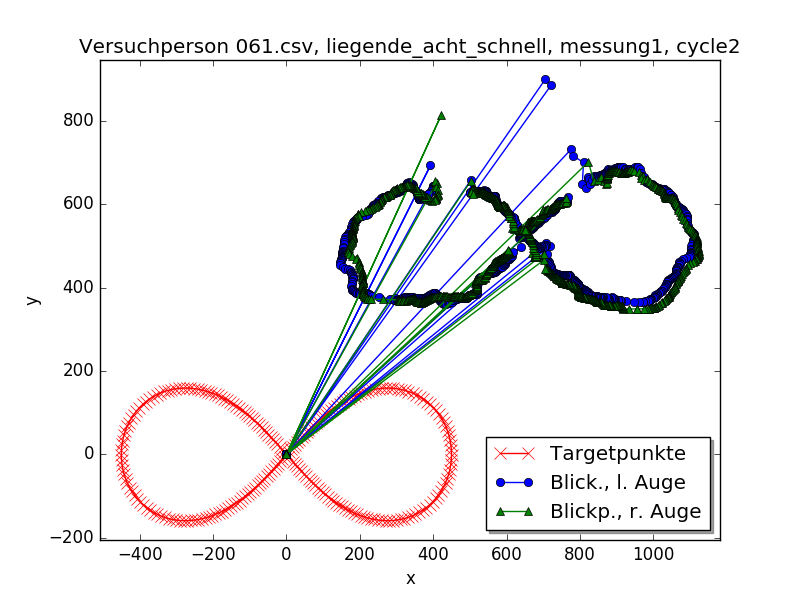 Versuchperson 061.csv, liegende_acht_schnell, messung1, cycle2
y
800
600
400
200
0
−200
−400
−200
0
200
400
600
800
1000
x
Targetpunkte
Blick., l. Auge
Blickp., r. Auge